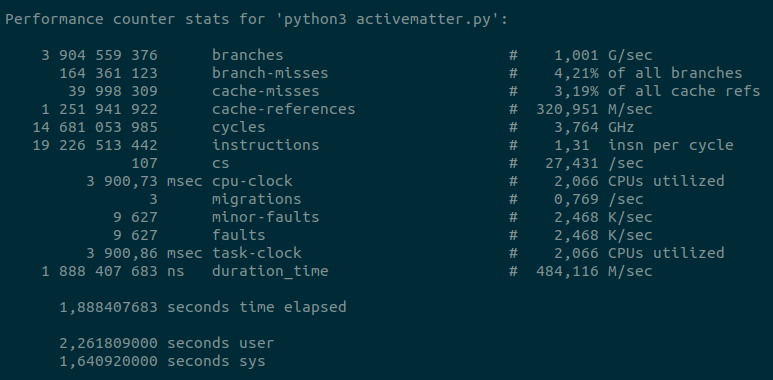 Performance counter stats for 'python3 activematter.py':
3 904 559 376 branches # 1,001 G/sec
164 361 123 branch-misses # 4,21% of all branches
39 998 309 cache-misses # 3,19% of all cache refs
1 251 941 922 cache-references # 320,951 M/sec
14 681 053 985 cycles # 3,764 GHz
19 226 513 442 instructions # 1,31 insn per cycle
107 cs # 27,431 /sec
3 900,73 msec cpu-clock # 2,066 CPUs utilized
3 migrations # 0,769 /sec
9 627 minor-faults # 2,468 K/sec
9 627 faults # 2,468 K/sec
3 900,86 msec task-clock # 2,066 CPUs utilized
1 888 407 683 ns duration_time # 484,116 M/sec
1,888407683 seconds time elapsed
2,261809000 seconds user
1,640920000 seconds sys